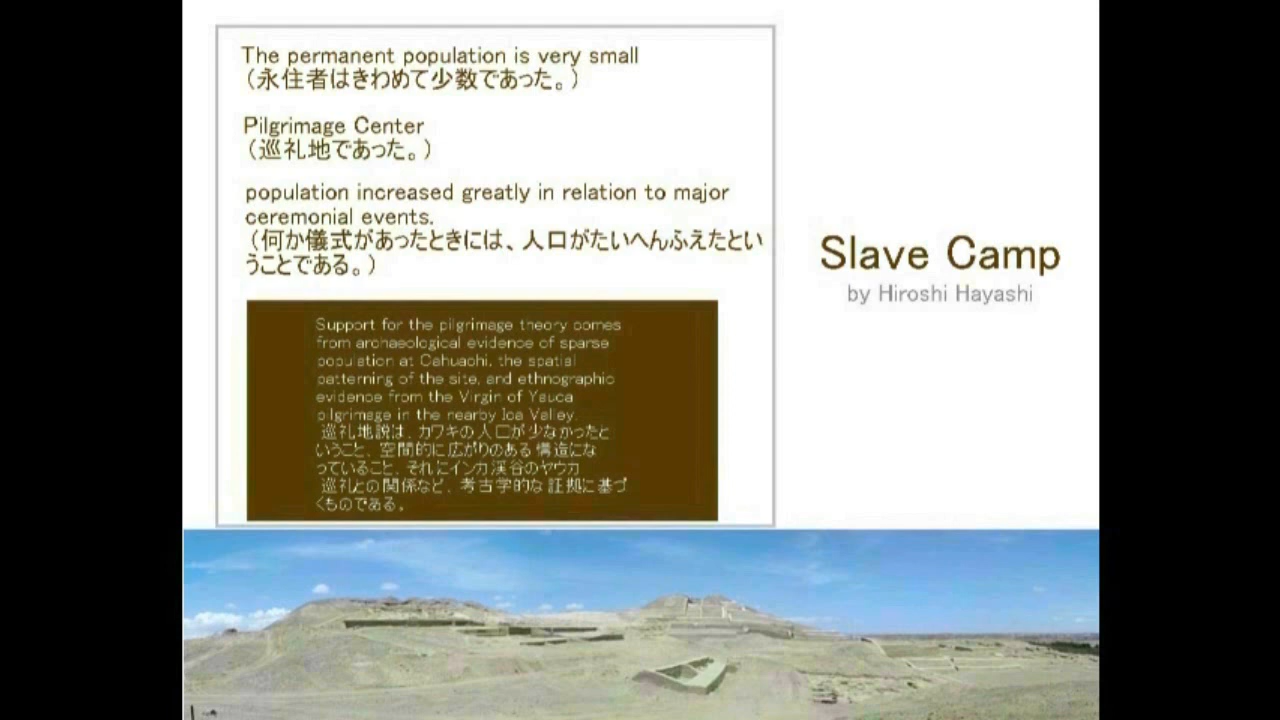 The permanent population is very small
（永住者はきわめて少数であった。）
Pilgrimage Center
（巡礼地であった。）
population increased greatly in relation to major
ceremonial events.
（何か儀式があったときには、人口がたいへんふえたとい
うことである。）
Support for the pilgrimage theory comes
from archaeological evidence of sparse
population at Cahuachi, the spatial
patterning of the site, and ethnographic
evidence from the Virgin of Yauca
pilgrimage in the nearby Ica Valley.
巡礼地説は、カワキの人口が少なかったと
いうこと、空間的に広がりのある構造にな
っていること、それにインカ渓谷のヤウカ
巡礼との関係など、考古学的な証拠に基づ
くものである。
Slave Camp
by Hiroshi Hayashi